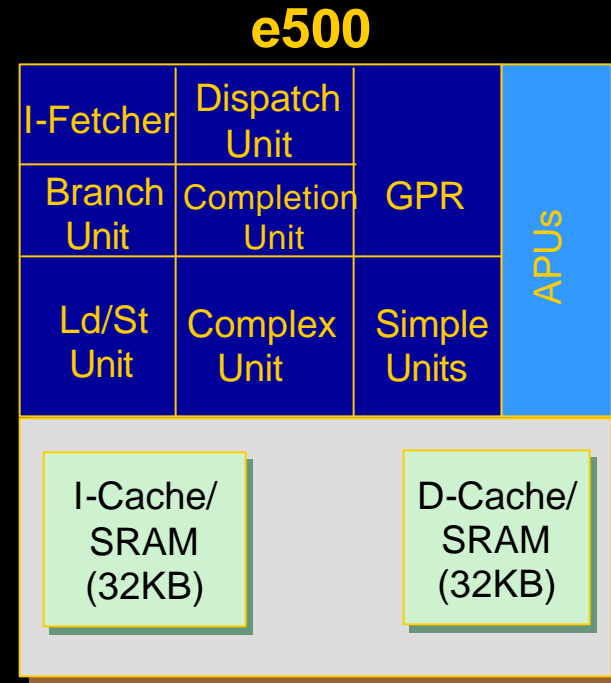 e500
I-Fetcher
Dispatch
Unit
GPR
APUs
Branch
Unit
Completion
Unit
Ld/St
Unit
Complex
Unit
Simple
Units
I-Cache/
SRAM
(32KB)
D-Cache/
SRAM
(32KB)